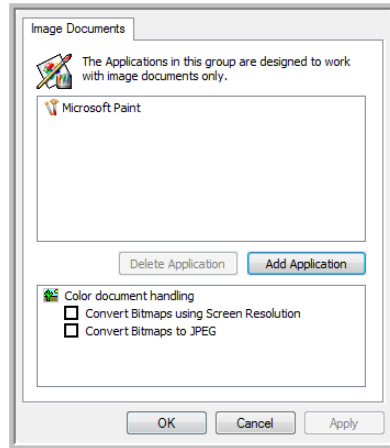 Image Documents
The Applications in this group are designed to work
with image documents only.
Microsoft Paint
Delete Application
Add Application
Color document handling
Convert Bitmaps using Screen Resolution
Convert Bitmaps to JPEG
OK
Cancel
Apply